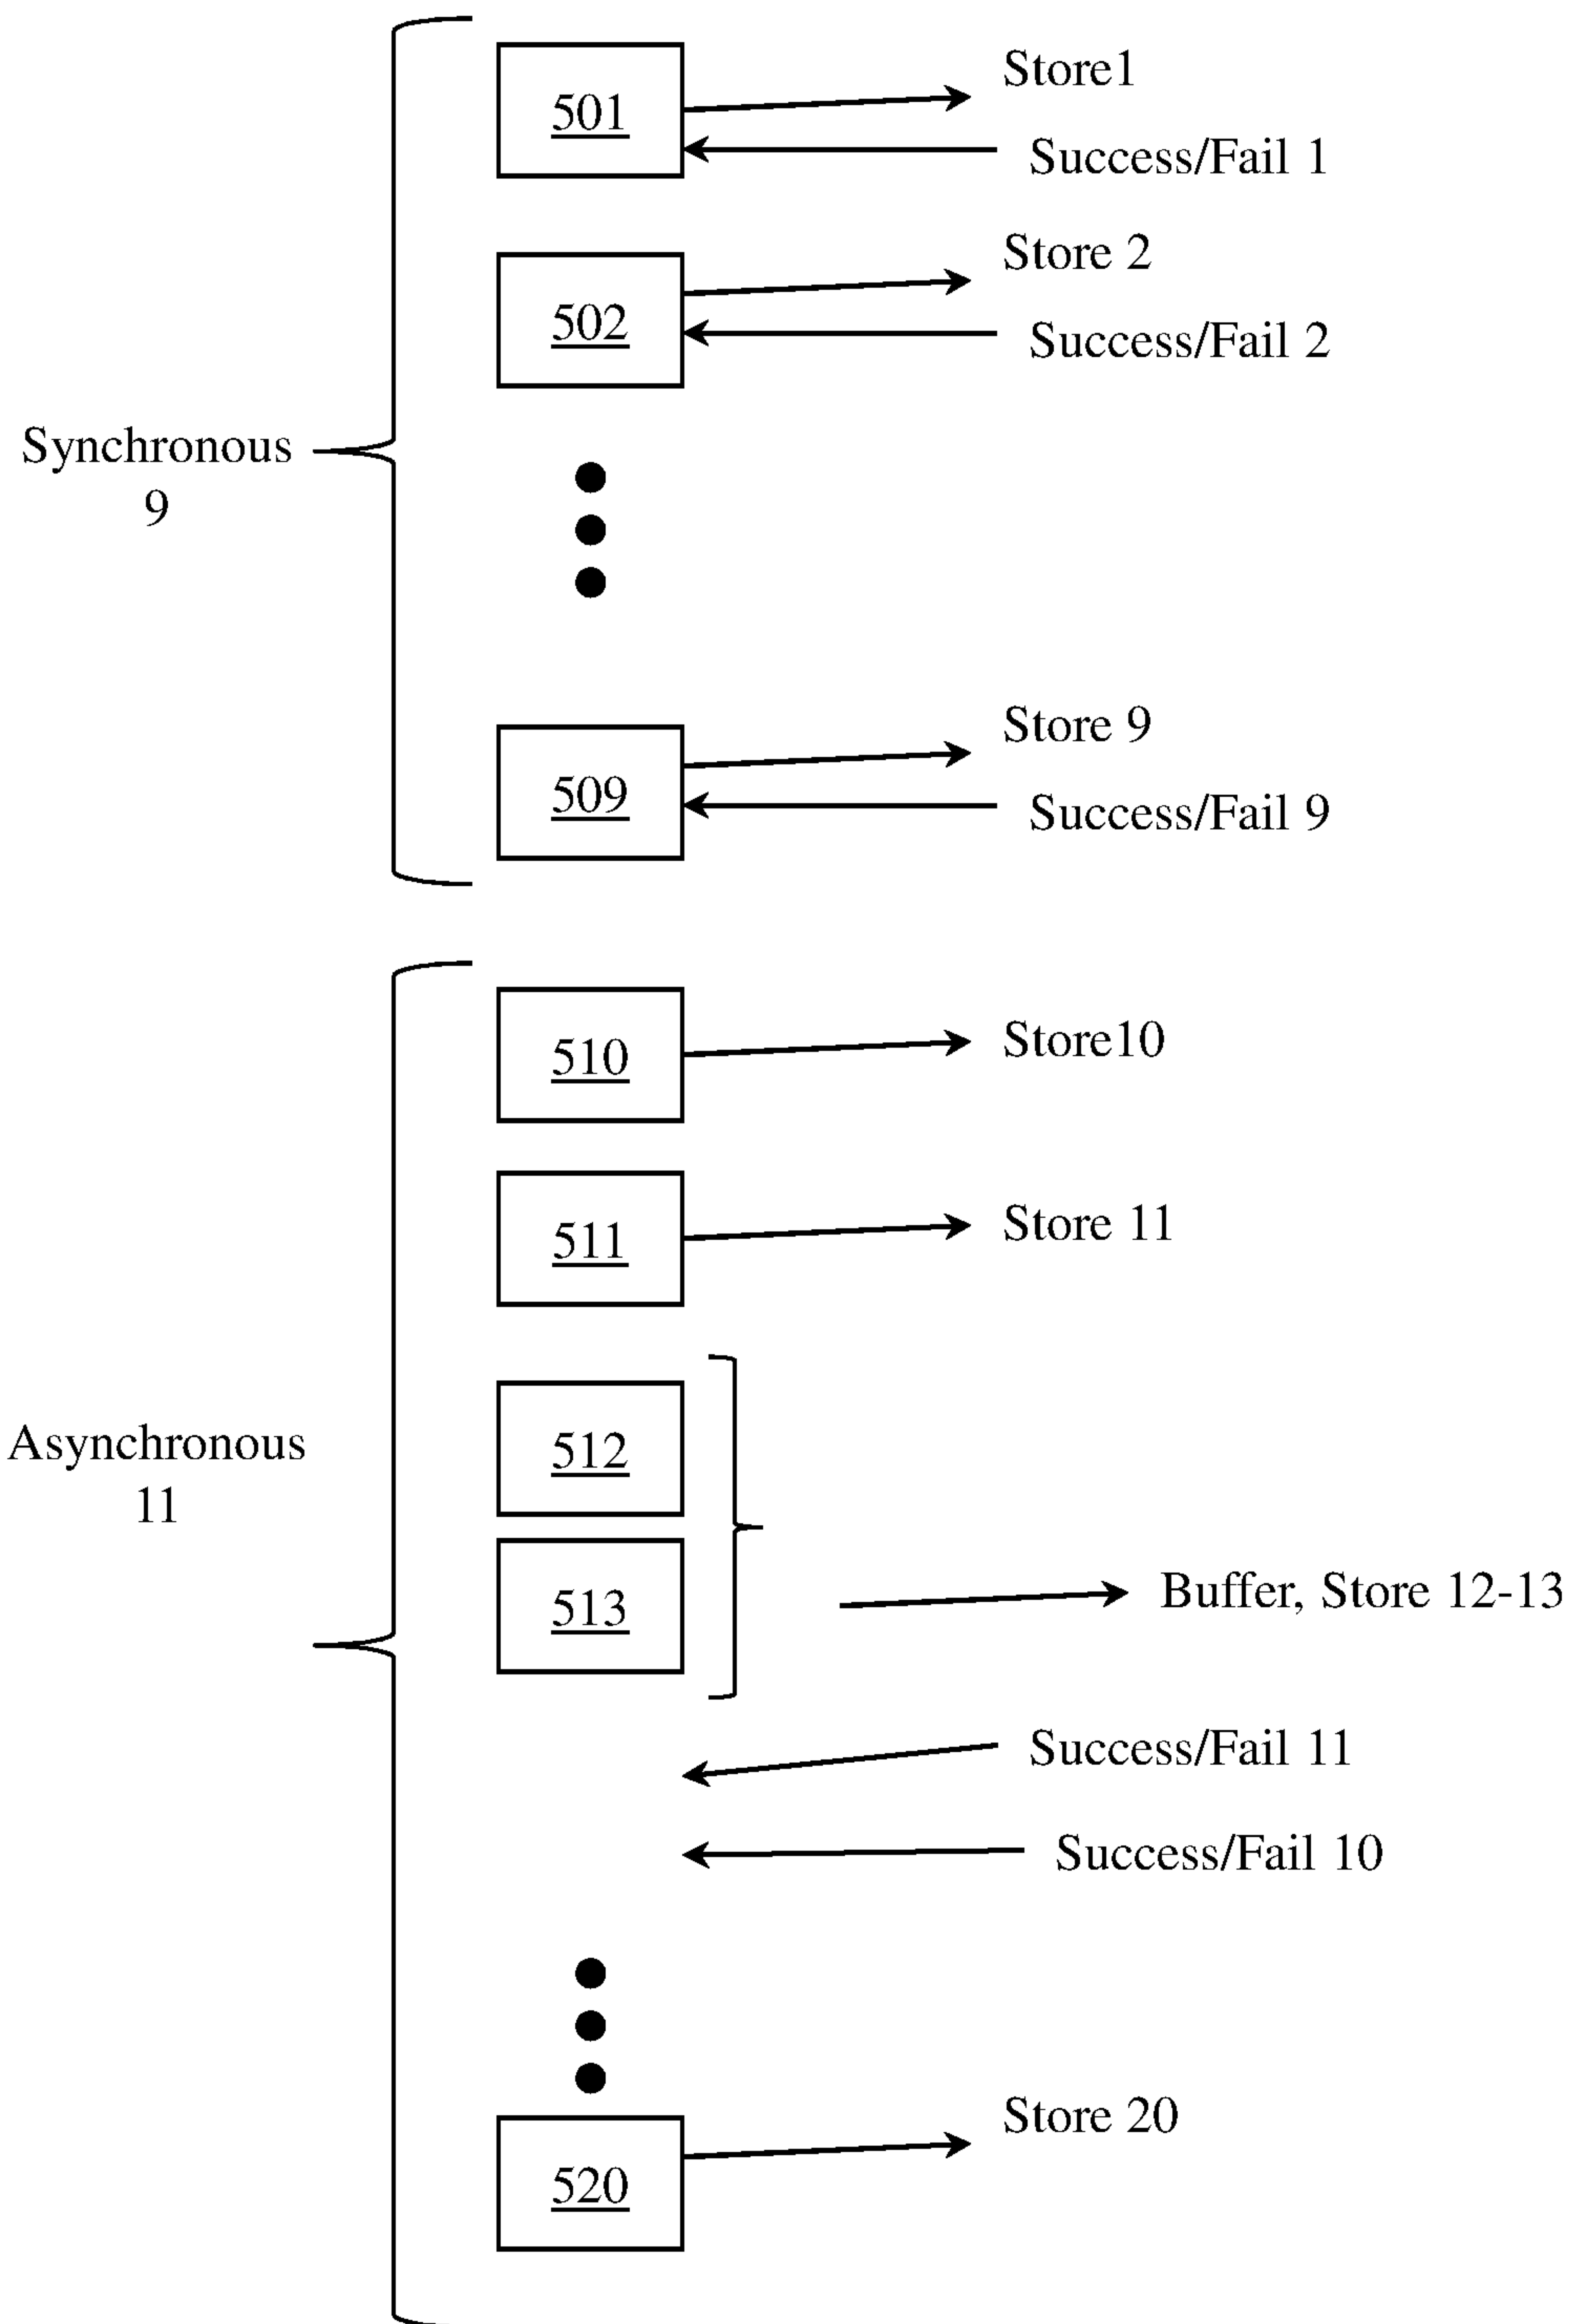 501
Store1
Success/Fail 1
502
Store 2
Success/Fail 2
Synchronous
9
509
Store 9
Success/Fail 9
510
Store10
511
Store 11
512
Asynchronous
11
513
Buffer, Store 12-13
Success/Fail 11
Success/Fail 10
520
Store 20